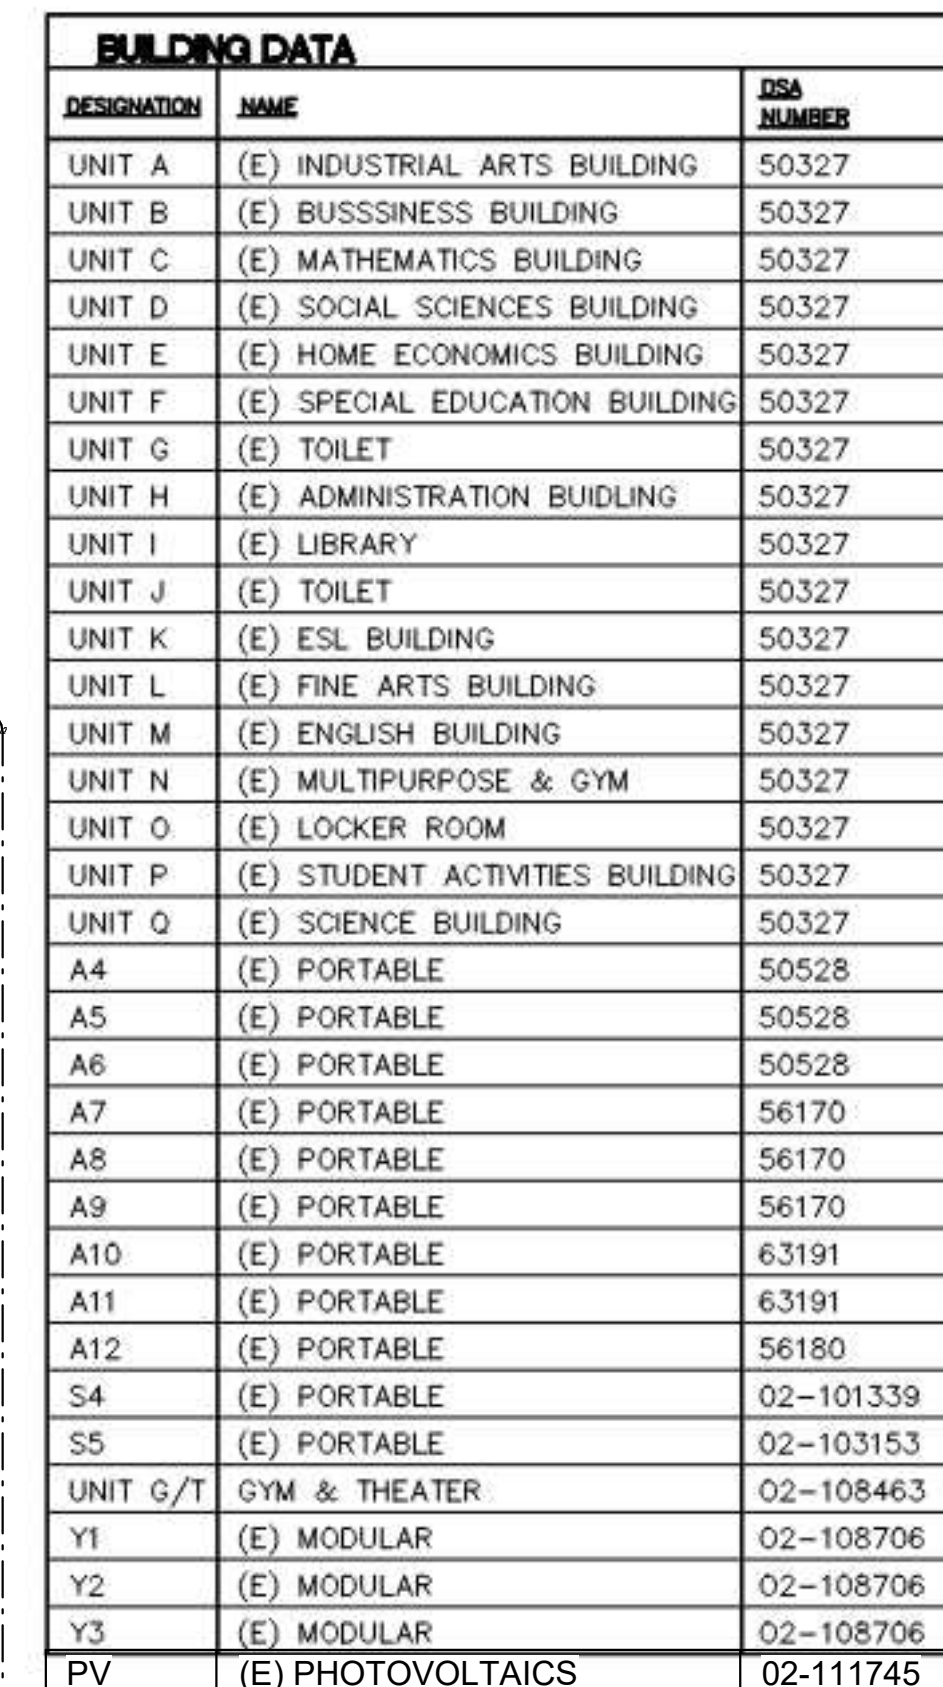 BUILDING DATA
DESIGNATION NAME DSA NUMBER
UNIT A (E) INDUSTRIAL ARTS BUILDING 50327
UNIT B (E) BUSSSINESS BUILDING 50327
UNIT C (E) MATHEMATICS BUILDING 50327
UNIT D (E) SOCIAL SCIENCES BUILDING 50327
UNIT E (E) HOME ECONOMICS BUILDING 50327
UNIT F (E) SPECIAL EDUCATION BUILDING 50327
UNIT G (E) TOILET 50327
UNIT H (E) ADMINISTRATION BUIDLING 50327
UNIT I (E) LIBRARY 50327
UNIT J (E) TOILET 50327
UNIT K (E) ESL BUILDING 50327
UNIT L (E) FINE ARTS BUILDING 50327
UNIT M (E) ENGLISH BUILDING 50327
UNIT N (E) MULTIPURPOSE & GYM 50327
UNIT O (E) LOCKER ROOM 50327
UNIT P (E) STUDENT ACTIVITIES BUILDING 50327
UNIT Q (E) SCIENCE BUILDING 50327
A4 (E) PORTABLE 50528
A5 (E) PORTABLE 50528
A6 (E) PORTABLE 50528
A7 (E) PORTABLE 56170
A8 (E) PORTABLE 56170
A9 (E) PORTABLE 56170
A10 (E) PORTABLE 63191
A11 (E) PORTABLE 63191
A12 (E) PORTABLE 56180
S4 (E) PORTABLE 02-101339
S5 (E) PORTABLE 02-103153
UNIT G/T GYM & THEATER 02-108463
Y1 (E) MODULAR 02-108706
Y2 (E) MODULAR 02-108706
Y3 (E) MODULAR 02-108706
PV (E) PHOTOVOLTAICS 02-111745